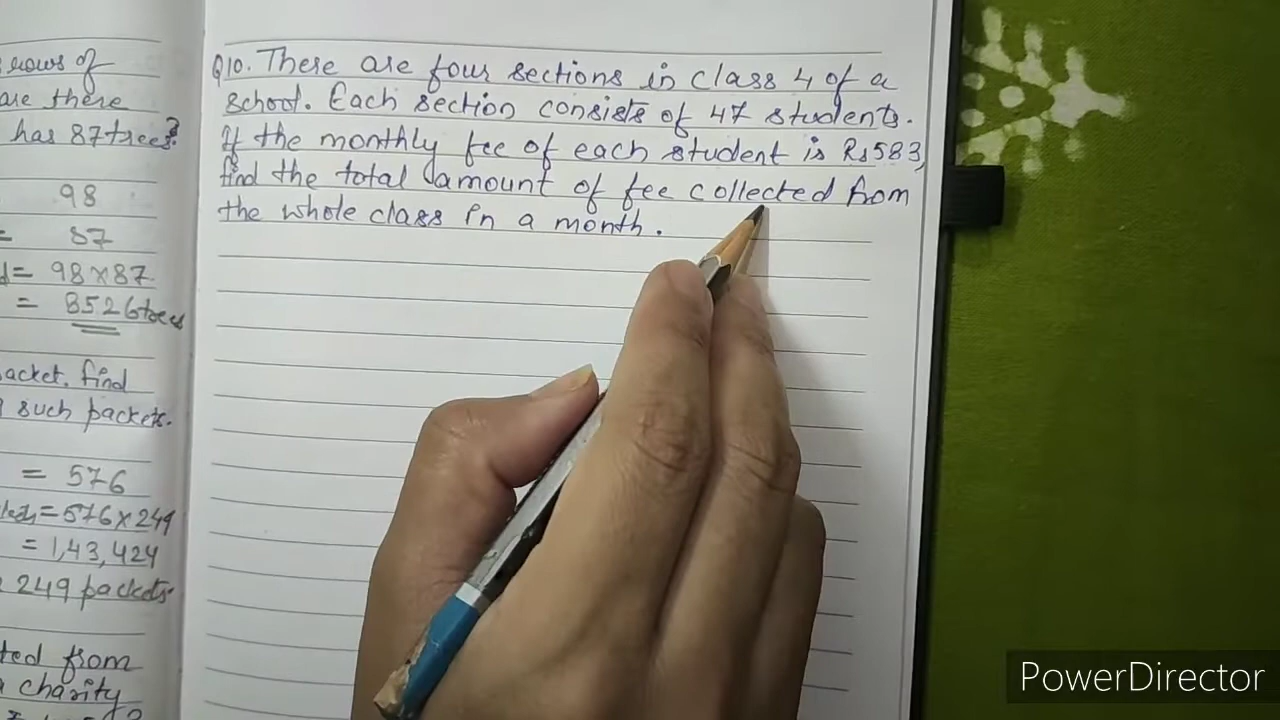 rows of
are there
has 87 trees?
98
= 87
= 98×87
= 8526 trees
acket, find
such packets.
= 576
= 576×249
= 1,43,424
249 packets.
ted from
charity
Q10. There are four sections in class 4 of a
school. Each section consists of 47 students.
If the monthly fee of each student is Rs583,
find the total amount of fee collected from
the whole class in a month.
PowerDirector